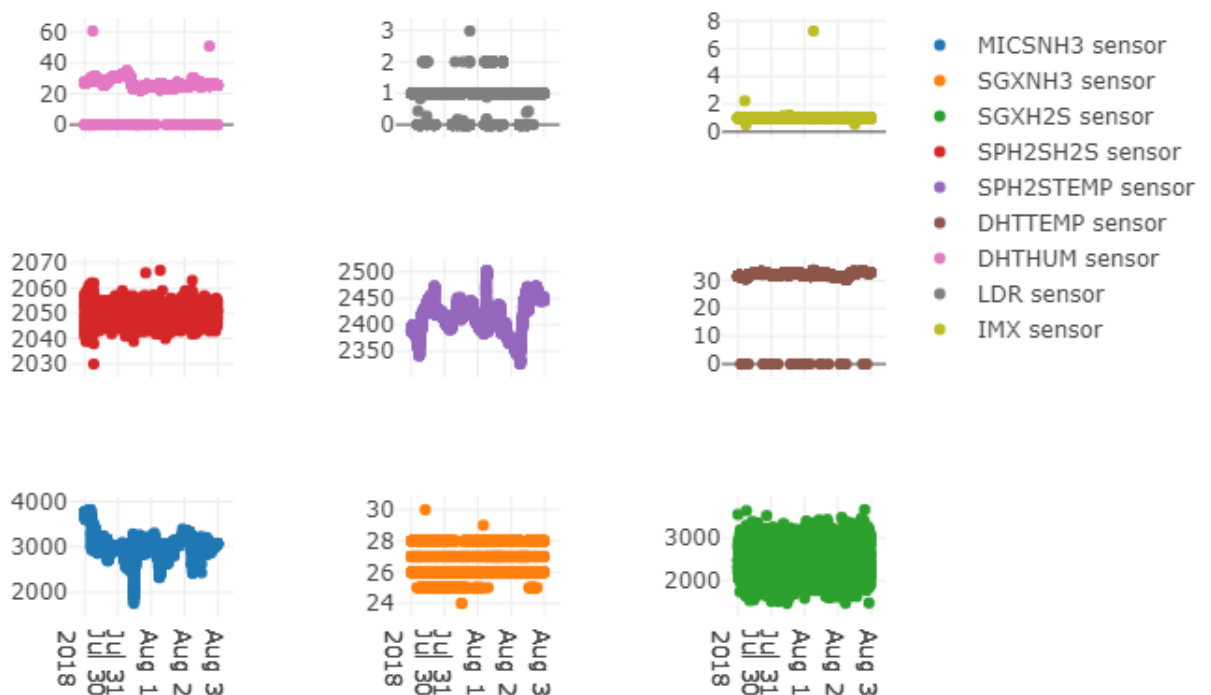 60
40
20
0
3
2
1
0
8
6
4
2
0
MICSNH3 sensor
SGXNH3 sensor
SGXH2S sensor
SPH2SH2S sensor
SPH2STEMP sensor
DHTTEMP sensor
DHTHUM sensor
LDR sensor
IMX sensor
2070
2060
2050
2040
2030
2500
2450
2400
2350
30
20
10
0
4000
3000
2000
30
28
26
24
3000
2000
Jul 30
2018
Jul 31
Aug 1
Aug 2
Aug 3
Jul 30
2018
Jul 31
Aug 1
Aug 2
Aug 3
Jul 30
2018
Jul 31
Aug 1
Aug 2
Aug 3